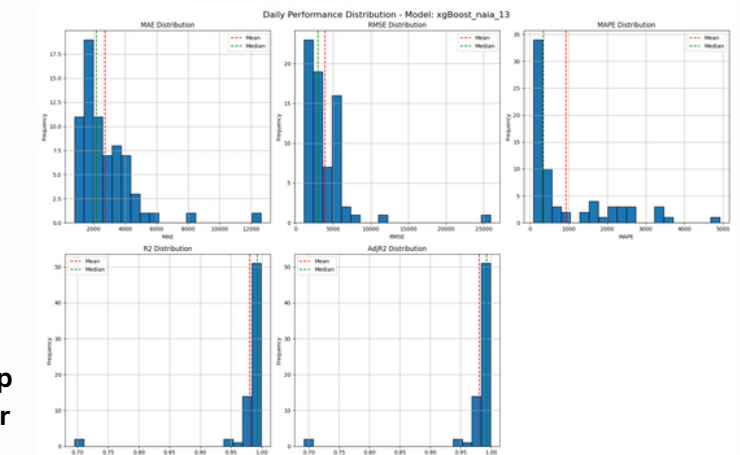 Daily Performance Distribution - Model: xgBoost_naia_13
MAE Distribution
RMSE Distribution
MAPE Distribution
Mean
Median
Mean
Median
Mean
Median
Frequency
17.5
15.0
12.5
10.0
7.5
5.0
2.5
0.0
2000 4000 6000 8000 10000 12000
MAE
Frequency
20
15
10
5
0
0 5000 10000 15000 20000 25000
RMSE
Frequency
35
30
25
20
15
10
5
0
0 1000 2000 3000 4000 5000
MAPE
R2 Distribution
AdjR2 Distribution
Mean
Median
Mean
Median
Frequency
50
40
30
20
10
0
0.70 0.75 0.80 0.85 0.90 0.95 1.00
Frequency
50
40
30
20
10
0
0.70 0.75 0.80 0.85 0.90 0.95 1.00
p
r